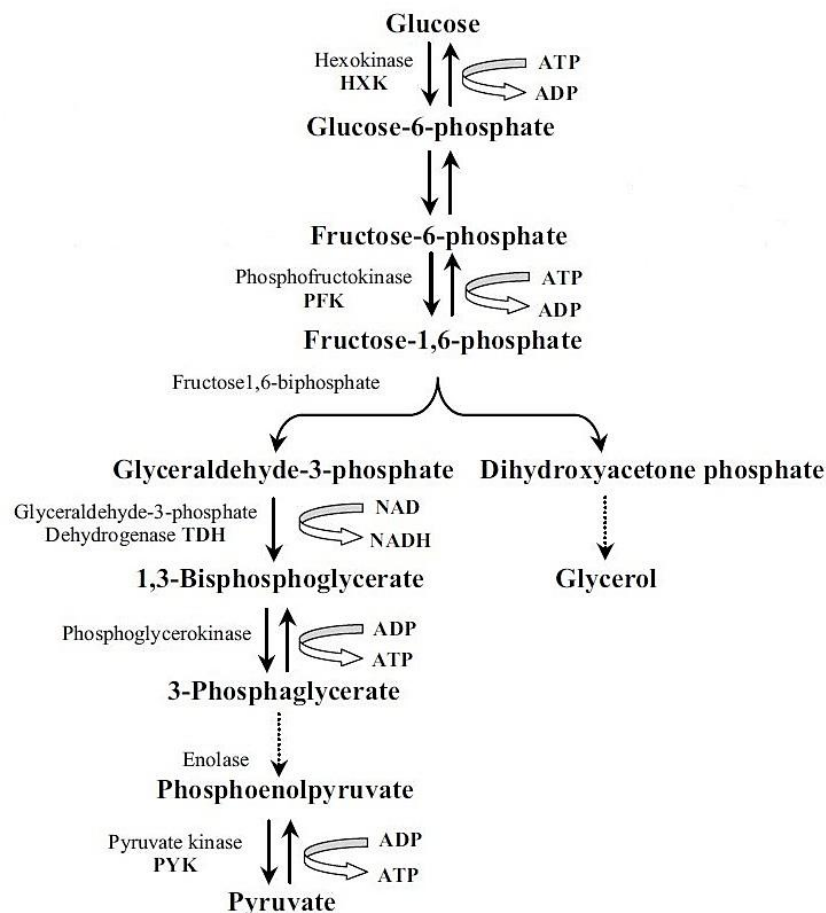 Glucose
Hexokinase
HXK
ATP
ADP
Glucose-6-phosphate
Fructose-6-phosphate
Phosphofructokinase
PFK
ATP
ADP
Fructose-1,6-phosphate
Fructose1,6-biphosphate
Glyceraldehyde-3-phosphate
Dihydroxyacetone phosphate
Glyceraldehyde-3-phosphate
Dehydrogenase TDH
NAD
NADH
1,3-Bisphosphoglycerate
Glycerol
Phosphoglycerokinase
ADP
ATP
3-Phosphaglycerate
Enolase
Phosphoenolpyruvate
Pyruvate kinase
PYK
ADP
ATP
Pyruvate